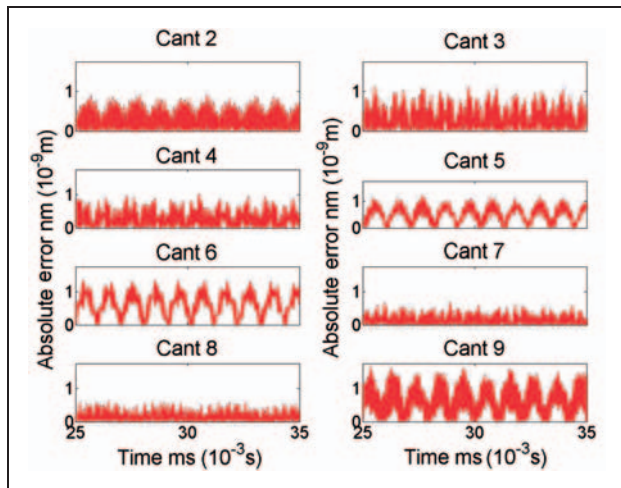 Cant 2
Cant 3
1
0
1
0
Cant 4
Cant 5
1
0
1
0
Cant 6
Cant 7
1
0
1
0
Cant 8
Cant 9
1
0
1
0
25 30 35
25 30 35
Time ms (10⁻³s)
Time ms (10⁻³s)
Absolute error nm (10⁻⁹m)
Absolute error nm (10⁻⁹m)